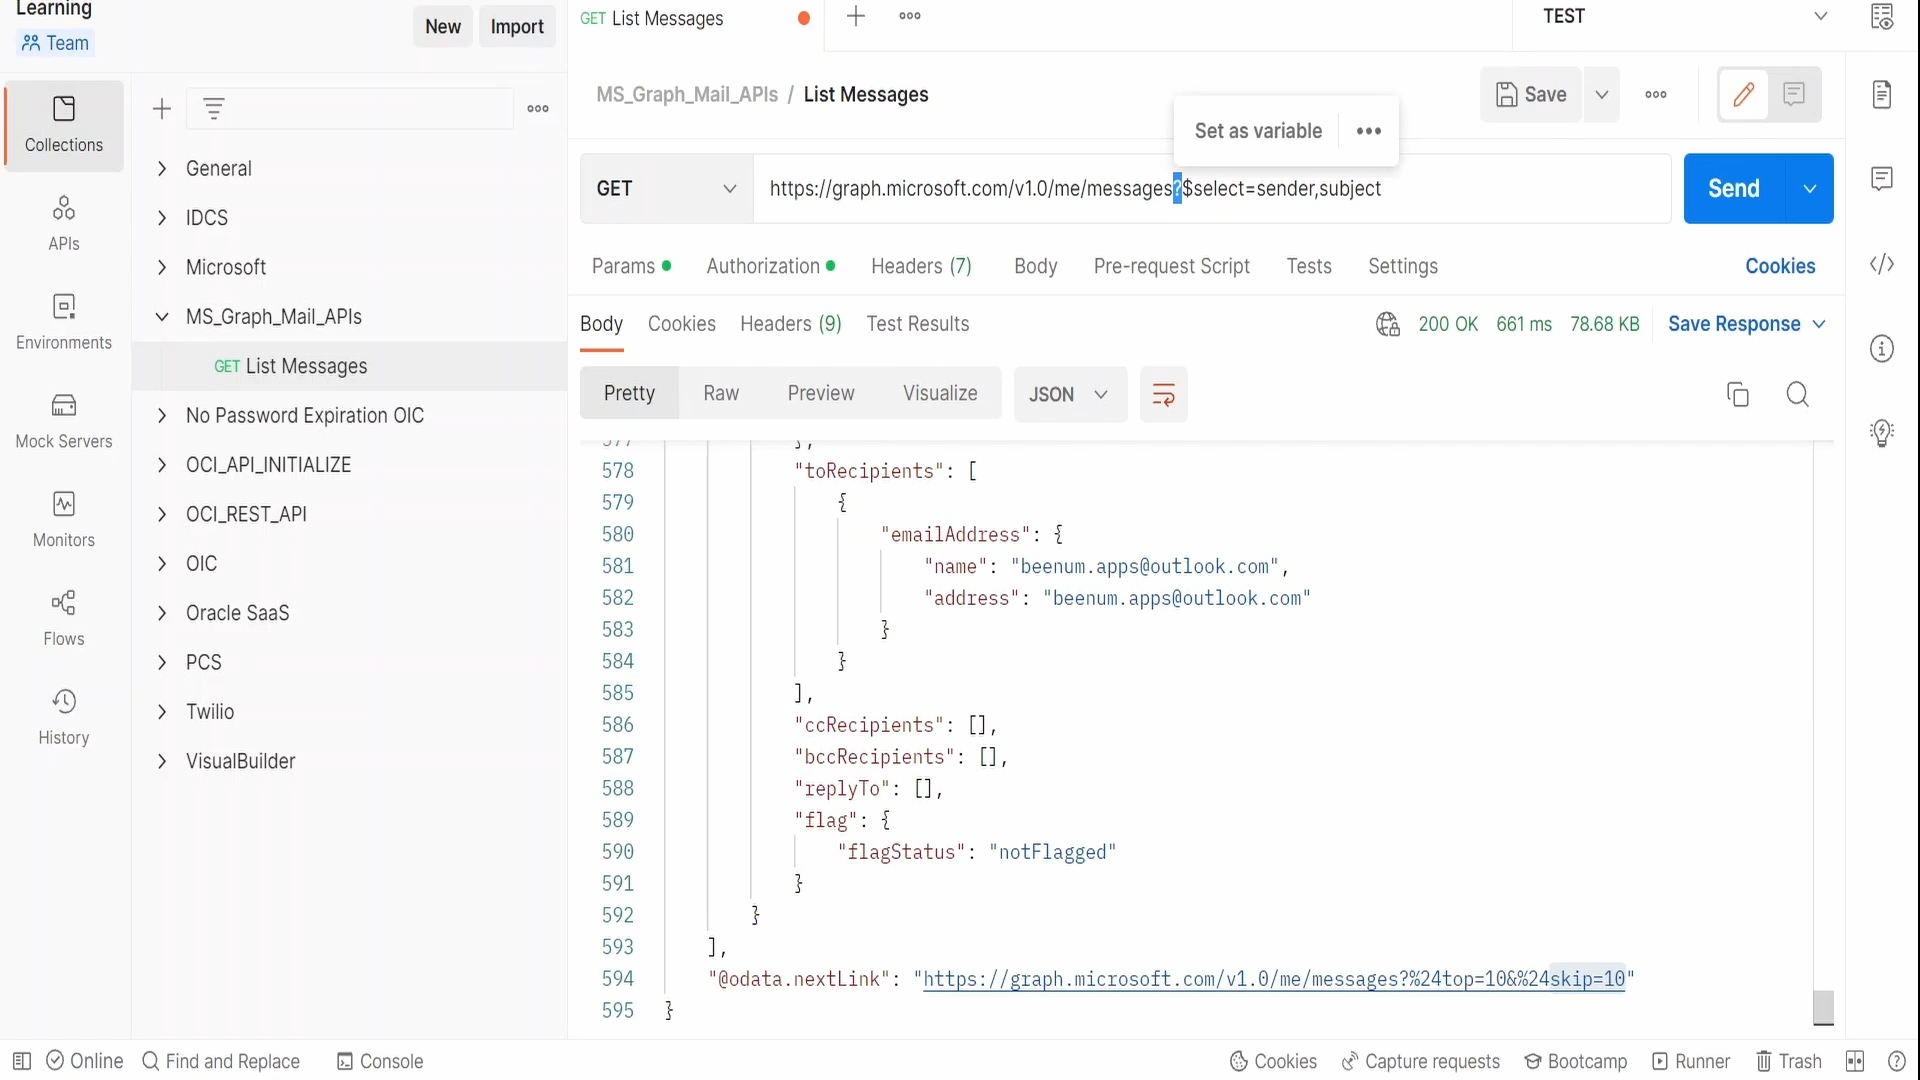 Learning
Team
New
Import
GET List Messages
TEST
Collections
APIs
Environments
Mock Servers
Monitors
Flows
History
General
IDCS
Microsoft
MS_Graph_Mail_APIs
GET List Messages
No Password Expiration OIC
OCI_API_INITIALIZE
OCI_REST_API
OIC
Oracle SaaS
PCS
Twilio
VisualBuilder
MS_Graph_Mail_APIs / List Messages
Save
Set as variable
GET
https://graph.microsoft.com/v1.0/me/messages?$select=sender,subject
Send
Params
Authorization
Headers (7)
Body
Pre-request Script
Tests
Settings
Cookies
Body
Cookies
Headers (9)
Test Results
200 OK
661 ms
78.68 KB
Save Response
Pretty
Raw
Preview
Visualize
JSON
577 },
578 "toRecipients": [
579 {
580 "emailAddress": {
581 "name": "beenum.apps@outlook.com",
582 "address": "beenum.apps@outlook.com"
583 }
584 }
585 ],
586 "ccRecipients": [],
587 "bccRecipients": [],
588 "replyTo": [],
589 "flag": {
590 "flagStatus": "notFlagged"
591 }
592 }
593 ],
594 "@odata.nextLink": "https://graph.microsoft.com/v1.0/me/messages?%24top=10&%24skip=10"
595 }
Online
Find and Replace
Console
Cookies
Capture requests
Bootcamp
Runner
Trash